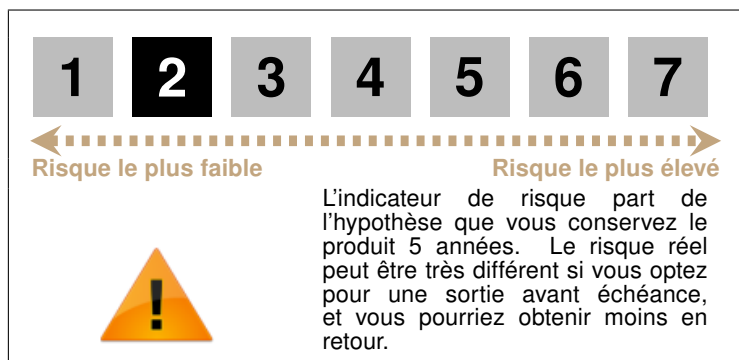 1 2 3 4 5 6 7
Risque le plus faible Risque le plus élevé
L'indicateur de risque part de
l'hypothèse que vous conservez le
produit 5 années. Le risque réel
peut être très différent si vous optez
pour une sortie avant échéance,
et vous pourriez obtenir moins en
retour.
!